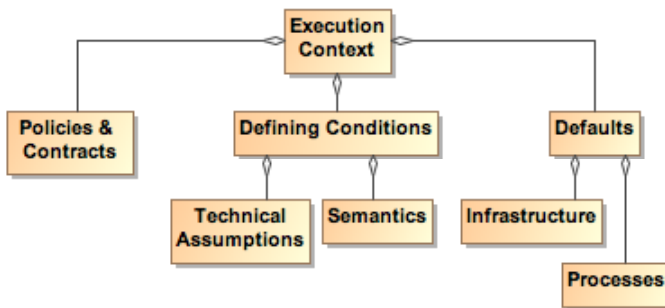 Execution
Context
Policies &
Contracts
Defining Conditions
Defaults
Technical
Assumptions
Semantics
Infrastructure
Processes